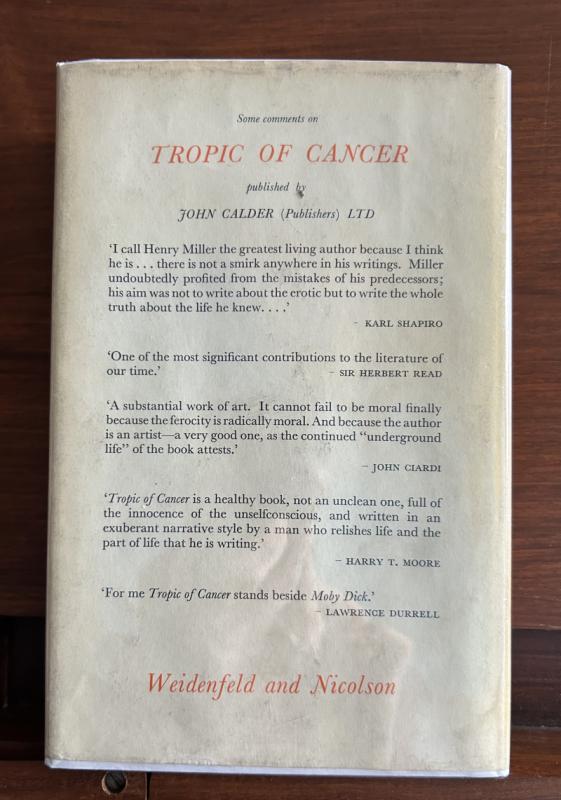 Some comments on
TROPIC OF CANCER
published by
JOHN CALDER (Publishers) LTD
‘I call Henry Miller the greatest living author because I think
he is . . . there is not a smirk anywhere in his writings. Miller
undoubtedly profited from the mistakes of his predecessors;
his aim was not to write about the erotic but to write the whole
truth about the life he knew. . . .’
– KARL SHAPIRO
‘One of the most significant contributions to the literature of
our time.’ – SIR HERBERT READ
‘A substantial work of art. It cannot fail to be moral finally
because the ferocity is radically moral. And because the author
is an artist—a very good one, as the continued “underground
life” of the book attests.’
– JOHN CIARDI
‘Tropic of Cancer is a healthy book, not an unclean one, full of
the innocence of the unselfconscious, and written in an
exuberant narrative style by a man who relishes life and the
part of life that he is writing.’
– HARRY T. MOORE
‘For me Tropic of Cancer stands beside Moby Dick.’
– LAWRENCE DURRELL
Weidenfeld and Nicolson